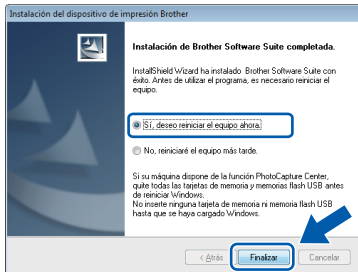 Instalación del dispositivo de impresión Brother
Instalación de Brother Software Suite completada.
InstallShield Wizard ha instalado Brother Software Suite con
éxito. Antes de utilizar el programa, es necesario reiniciar el
equipo.
Sí, deseo reiniciar el equipo ahora.
No, reiniciaré el equipo más tarde.
Si su máquina dispone de la función PhotoCapture Center,
quite todas las tarjetas de memoria y memorias flash USB antes
de reiniciar Windows.
No inserte ninguna tarjeta de memoria ni memoria flash USB
hasta que se haya cargado Windows.
< Atrás
Finalizar
Cancelar